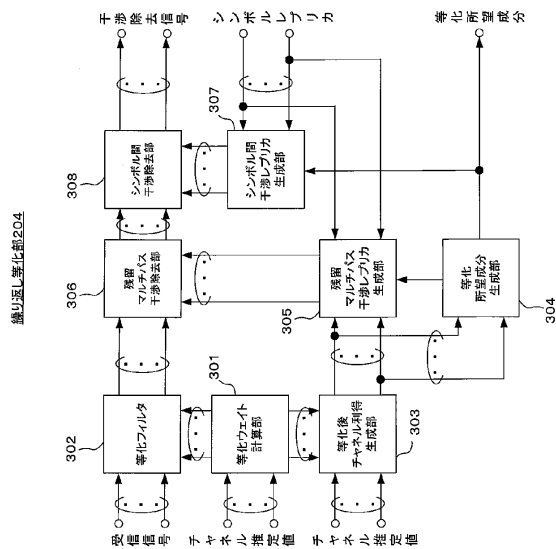 繰り返し等化部204
受信信号
302
等化フィルタ
306
残留
マルチパス
干渉除去部
308
シンボル間
干渉除去部
干渉除去信号
チャネル推定値
301
等化ウェイト
計算部
307
シンボル間
干渉レプリカ
生成部
シンボルレプリカ
チャネル推定値
等化後
チャネル利得
生成部
303
305
残留
マルチパス
干渉レプリカ
生成部
等化
所望成分
生成部
304
等化所望成分